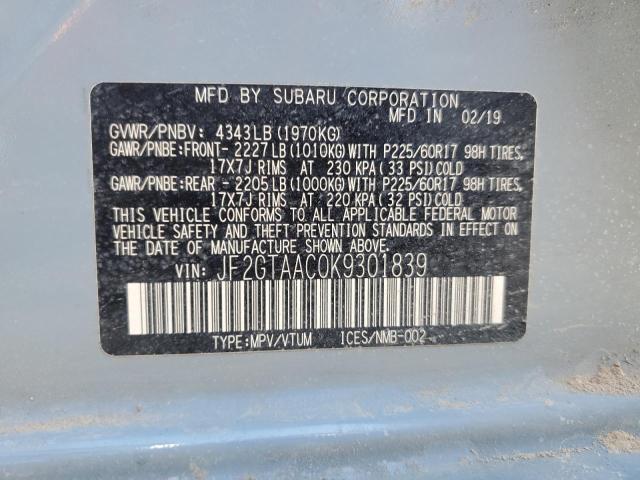 MFD BY SUBARU CORPORATION
MFD IN 02/19
GVWR/PNBV: 4343LB (1970KG)
GAWR/PNBE:FRONT- 2227LB (1010KG)WITH P225/60R17 98H TIRES,
17X7J RIMS AT 230 KPA (33 PSI)COLD
GAWR/PNBE:REAR - 2205LB (1000KG)WITH P225/60R17 98H TIRES,
17X7J RIMS AT 220 KPA (32 PSI)COLD
THIS VEHICLE CONFORMS TO ALL APPLICABLE FEDERAL MOTOR
VEHICLE SAFETY AND THEFT PREVENTION STANDARDS IN EFFECT ON
THE DATE OF MANUFACTURE SHOWN ABOVE.
VIN: JF2GTAAC0K9301839
TYPE:MPV/VTUM ICES/NMB-002